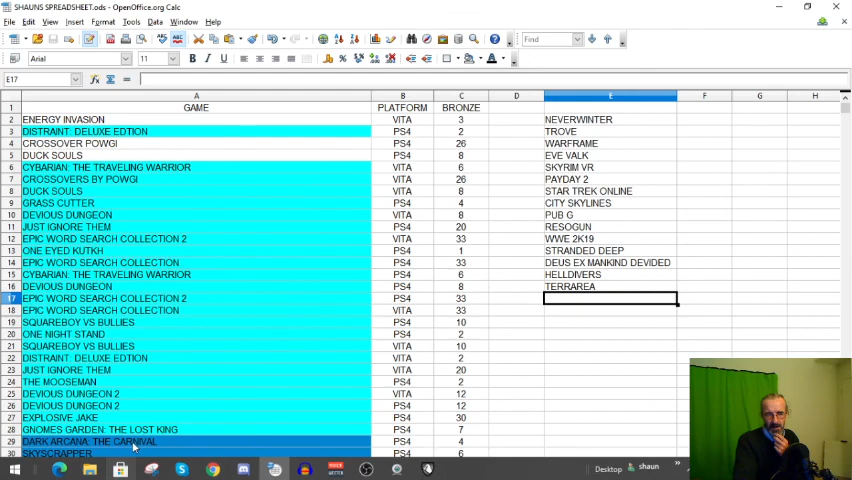 SHAUNS SPREADSHEET.ods - OpenOffice.org Calc
File Edit View Insert Format Tools Data Window Help
Find
Arial 11
E17
A B C D E F G H
1 GAME PLATFORM BRONZE
2 ENERGY INVASION VITA 3 NEVERWINTER
3 DISTRAINT: DELUXE EDTION PS4 2 TROVE
4 CROSSOVER POWGI PS4 26 WARFRAME
5 DUCK SOULS PS4 8 EVE VALK
6 CYBARIAN: THE TRAVELING WARRIOR VITA 6 SKYRIM VR
7 CROSSOVERS BY POWGI VITA 26 PAYDAY 2
8 DUCK SOULS VITA 8 STAR TREK ONLINE
9 GRASS CUTTER PS4 4 CITY SKYLINES
10 DEVIOUS DUNGEON VITA 8 PUB G
11 JUST IGNORE THEM PS4 20 RESOGUN
12 EPIC WORD SEARCH COLLECTION 2 VITA 33 WWE 2K19
13 ONE EYED KUTKH PS4 1 STRANDED DEEP
14 EPIC WORD SEARCH COLLECTION PS4 33 DEUS EX MANKIND DEVIDED
15 CYBARIAN: THE TRAVELING WARRIOR PS4 6 HELLDIVERS
16 DEVIOUS DUNGEON PS4 8 TERRAREA
17 EPIC WORD SEARCH COLLECTION 2 PS4 33
18 EPIC WORD SEARCH COLLECTION VITA 33
19 SQUAREBOY VS BULLIES PS4 10
20 ONE NIGHT STAND PS4 2
21 SQUAREBOY VS BULLIES VITA 10
22 DISTRAINT: DELUXE EDTION VITA 2
23 JUST IGNORE THEM VITA 20
24 THE MOOSEMAN PS4 2
25 DEVIOUS DUNGEON 2 VITA 12
26 DEVIOUS DUNGEON 2 PS4 12
27 EXPLOSIVE JAKE PS4 30
28 GNOMES GARDEN: THE LOST KING PS4 7
29 DARK ARCANA: THE CARNIVAL PS4 4
30 SKYSCRAPPER PS4 6
Desktop shaun